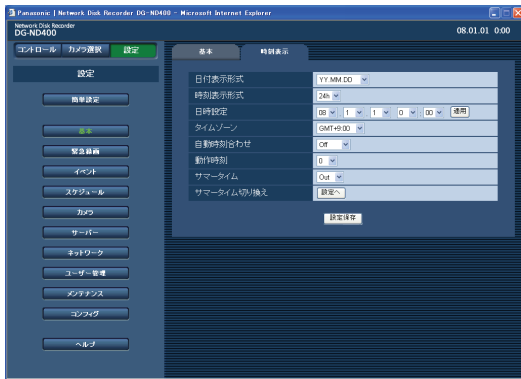 Panasonic | Network Disk Recorder DG-ND400 - Microsoft Internet Explorer
Network Disk Recorder
DG-ND400
08.01.01 0:00
コントロール カメラ選択 設定
基本 時刻表示
設定
簡単設定
基本
緊急録画
イベント
スケジュール
カメラ
サーバー
ネットワーク
ユーザー管理
メンテナンス
コンフィグ
ヘルプ
日付表示形式 YY.MM.DD
時刻表示形式 24h
日時設定 08 . 1 . 1 0 : 00 適用
タイムゾーン GMT+9:00
自動時刻合わせ Off
動作時刻 0
サマータイム Out
サマータイム切り換え 設定へ
設定保存